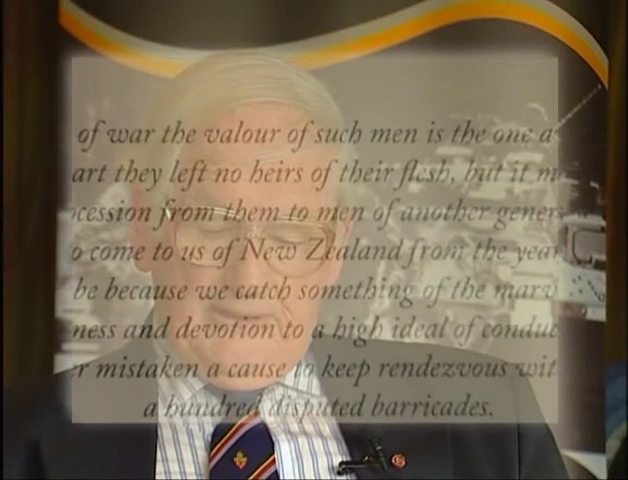 of war the valour of such men is the one a
art they left no heirs of their flesh, but it m
cession from them to men of another gener
o come to us of New Zealand from the year
be because we catch something of the marv
ness and devotion to a high ideal of conduc
r mistaken a cause to keep rendezvous wit
a hundred disputed barricades.